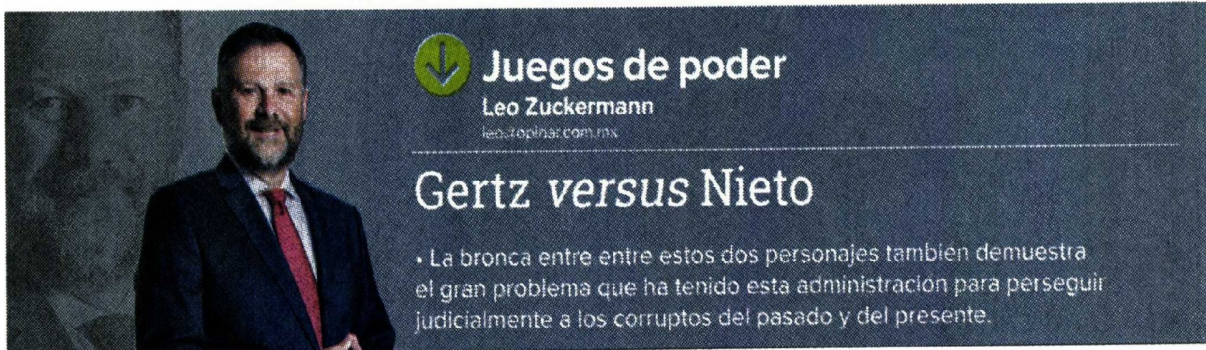 Juegos de poder
Leo Zuckermann
Gertz versus Nieto
• La bronca entre entre estos dos personajes también demuestra
el gran problema que ha tenido esta administración para perseguir
judicialmente a los corruptos del pasado y del presente.